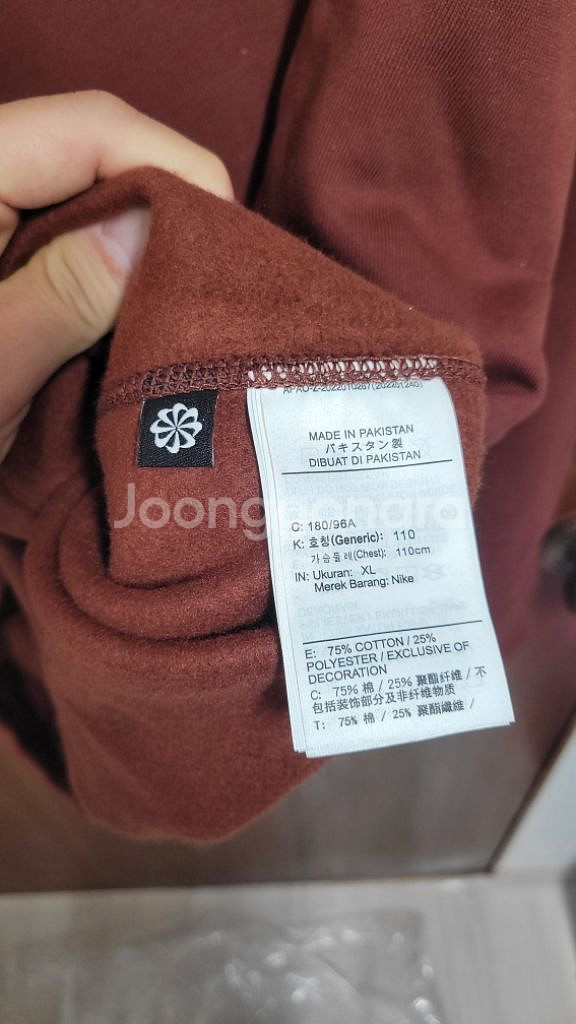 MADE IN PAKISTAN
パキスタン製
DIBUAT DI PAKISTAN
Joonggonara
C: 180/96A
K: 호칭(Generic): 110
가슴둘레(Chest): 110cm
IN: Ukuran: XL
Merek Barang: Nike
E: 75% COTTON / 25%
POLYESTER / EXCLUSIVE OF
DECORATION
C: 75% 棉 / 25% 聚酯纤维 / 不
包括装饰部分及非纤维物质
T: 75% 棉 / 25% 聚酯纖維 /